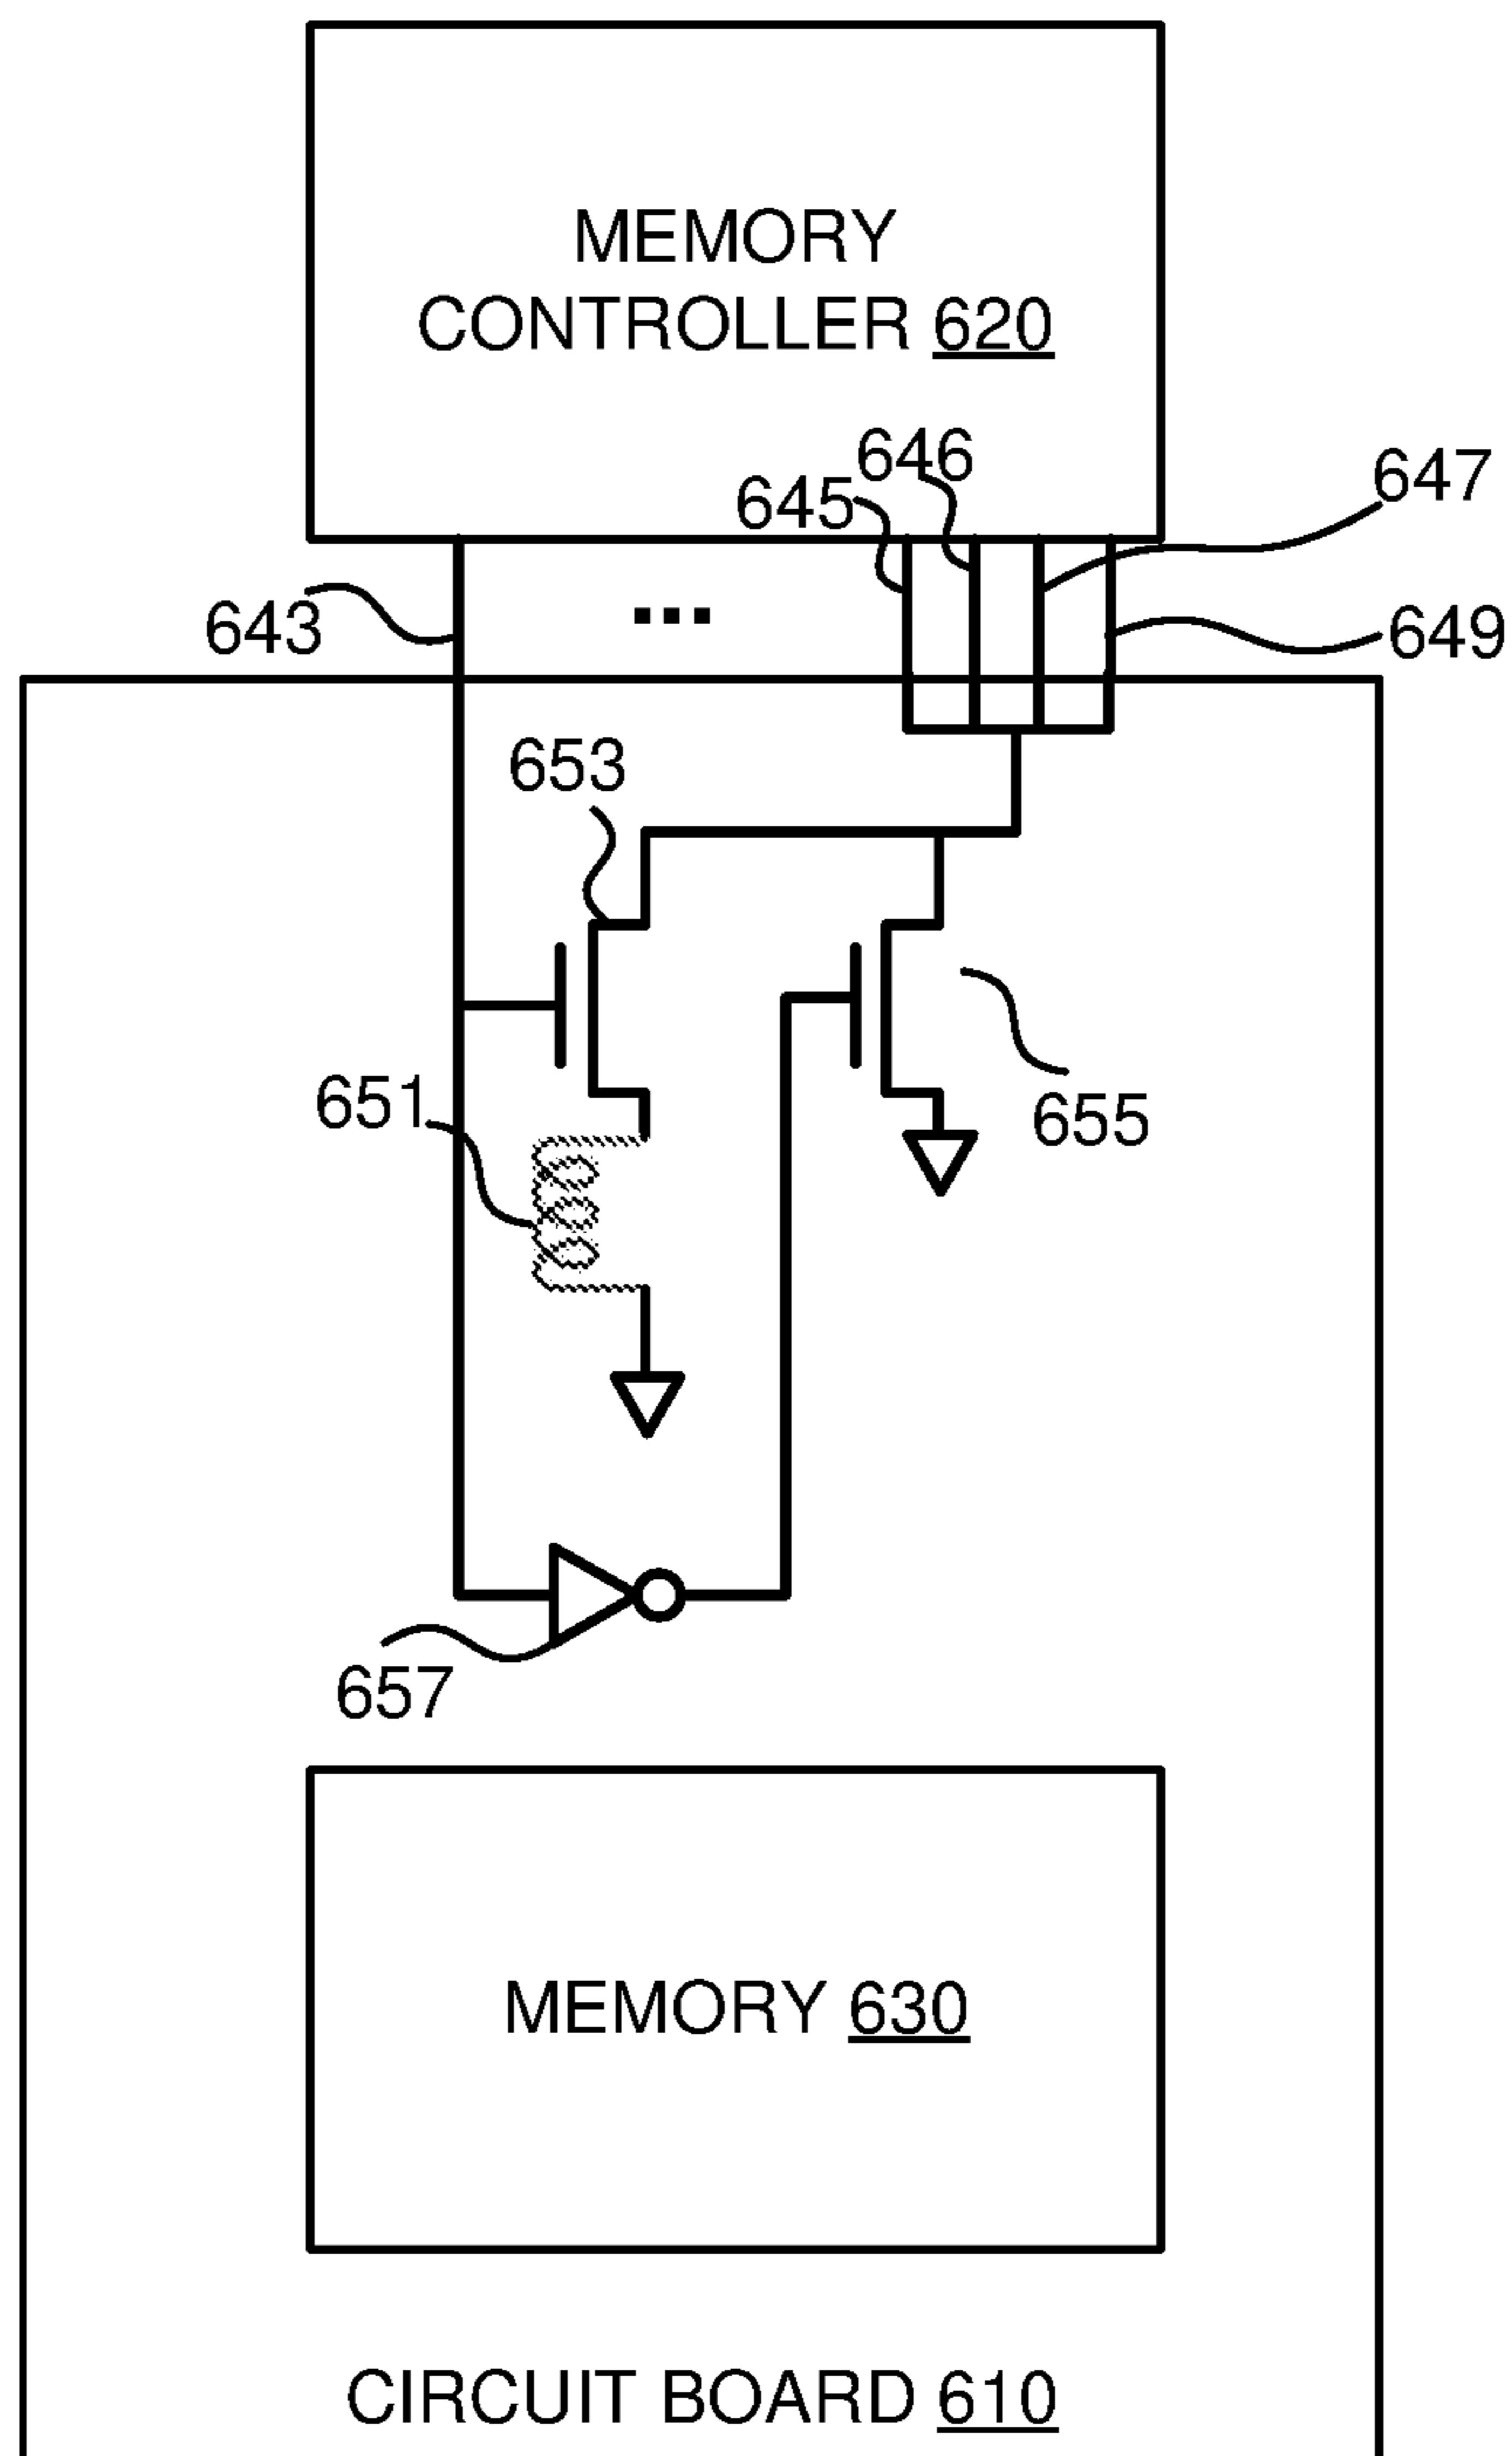 MEMORY
CONTROLLER 620
646
647
645
643
649
653
651
655
657
MEMORY 630
CIRCUIT BOARD 610